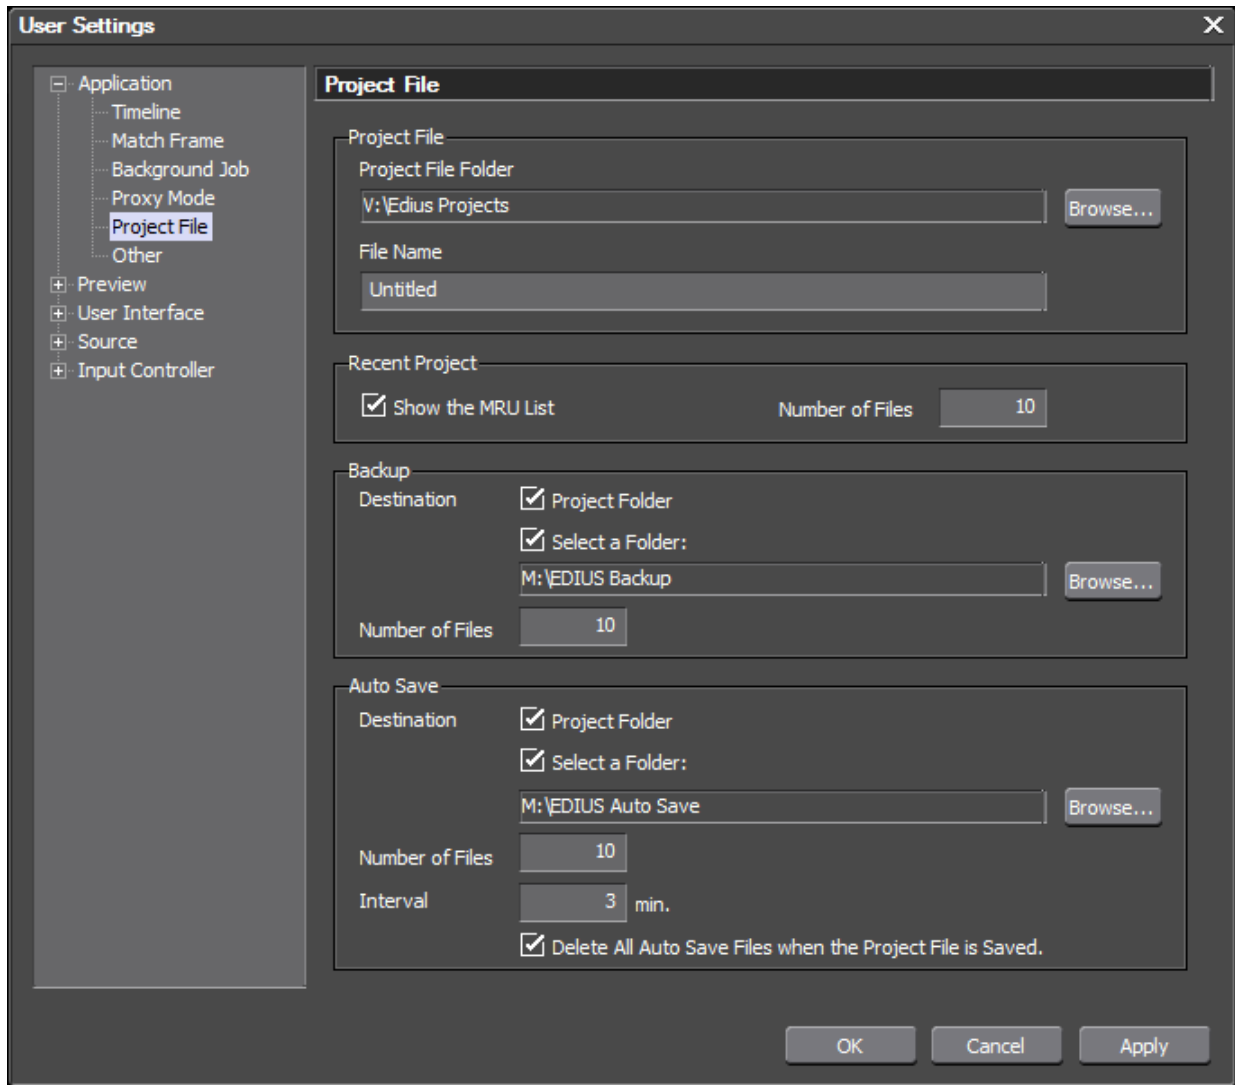 User Settings
Application
Timeline
Match Frame
Background Job
Proxy Mode
Project File
Other
Preview
User Interface
Source
Input Controller
Project File
Project File
Project File Folder
V:\Edius Projects
Browse...
File Name
Untitled
Recent Project
Show the MRU List
Number of Files
10
Backup
Destination
Project Folder
Select a Folder:
M:\EDIUS Backup
Browse...
Number of Files
10
Auto Save
Destination
Project Folder
Select a Folder:
M:\EDIUS Auto Save
Browse...
Number of Files
10
Interval
3 min.
Delete All Auto Save Files when the Project File is Saved.
OK
Cancel
Apply